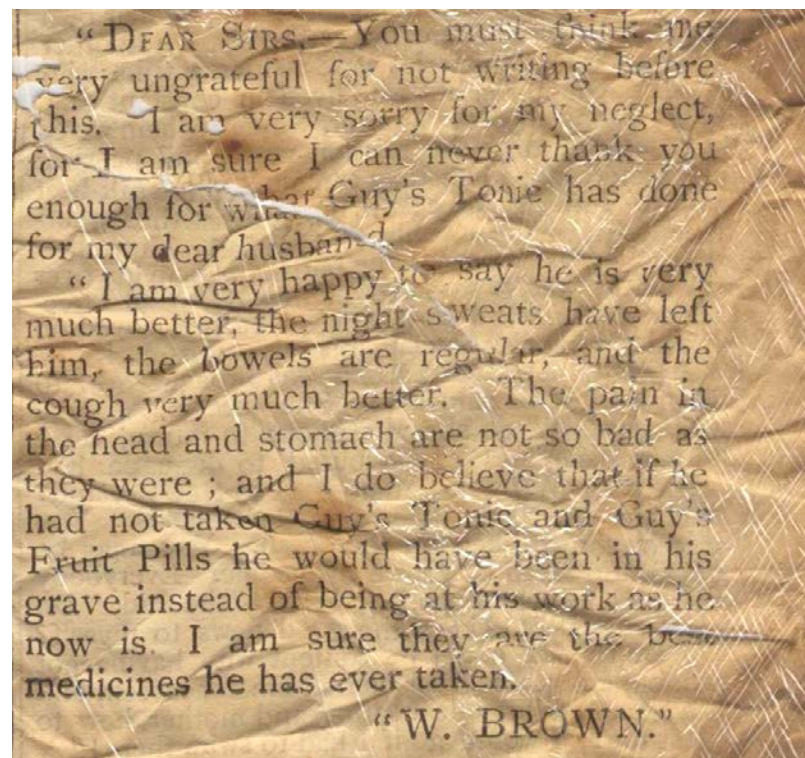 "DEAR SIRS,—You must think me
very ungrateful for not writing before
this. I am very sorry for my neglect,
for I am sure I can never thank you
enough for what Guy's Tonic has done
for my dear husband.
"I am very happy to say he is very
much better, the night sweats have left
him, the bowels are regular, and the
cough very much better. The pain in
the head and stomach are not so bad as
they were ; and I do believe that if he
had not taken Guy's Tonic and Guy's
Fruit Pills he would have been in his
grave instead of being at his work as he
now is. I am sure they are the best
medicines he has ever taken.
"W. BROWN."